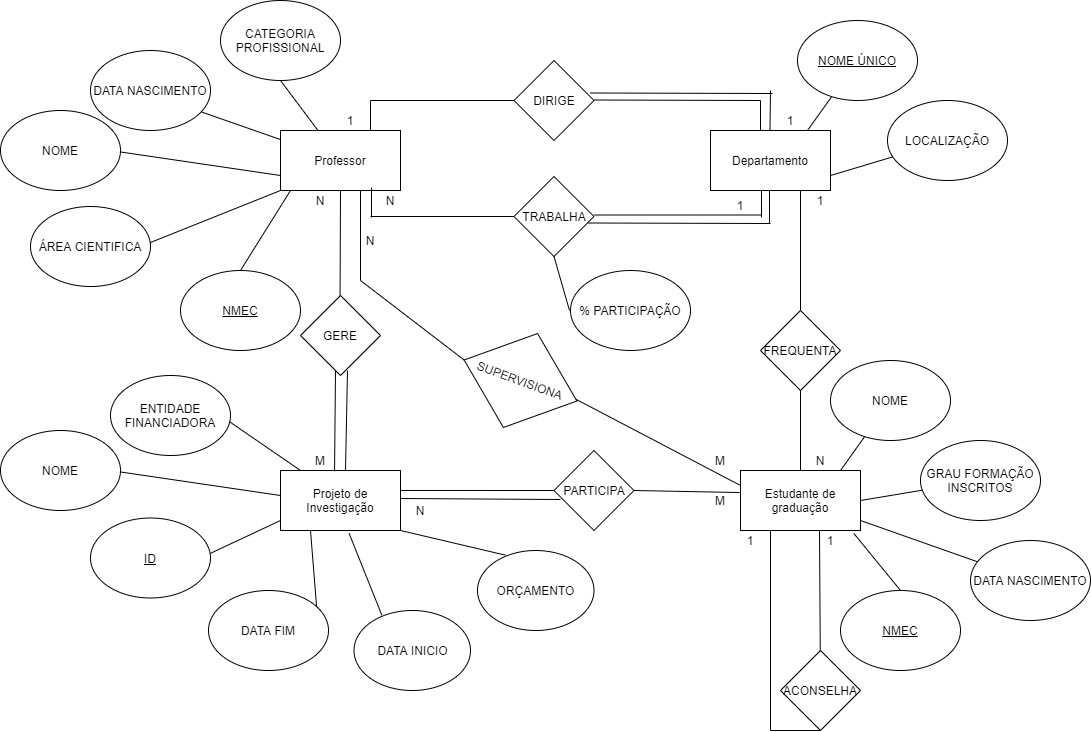 CATEGORIA
PROFISSIONAL
NOME ÚNICO
DATA NASCIMENTO
DIRIGE
1
1
NOME
LOCALIZAÇÃO
Professor
Departamento
N
N
1
1
TRABALHA
ÁREA CIENTIFICA
N
NMEC
% PARTICIPAÇÃO
GERE
FREQUENTA
SUPERVISIONA
ENTIDADE
FINANCIADORA
NOME
M
M
N
NOME
GRAU FORMAÇÃO
INSCRITOS
Projeto de
Investigação
PARTICIPA
Estudante de
graduação
N
M
1
1
ID
ORÇAMENTO
DATA NASCIMENTO
DATA FIM
DATA INICIO
NMEC
ACONSELHA